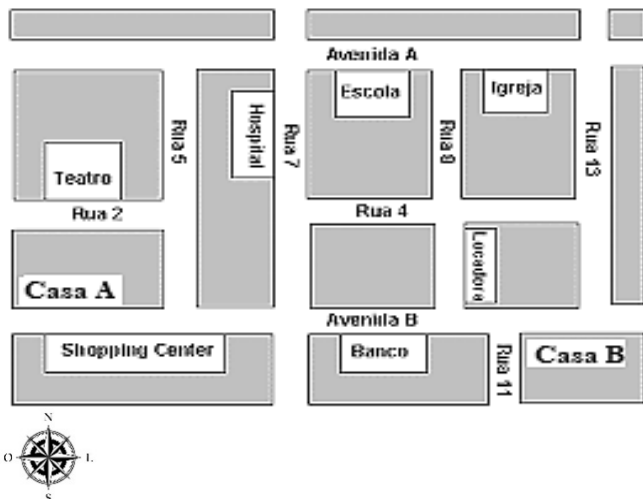 Avenida A
Escola
Igreja
Hospital
Rua 5
Rua 7
Rua 8
Rua 13
Teatro
Rua 2
Rua 4
Locadora
Casa A
Avenida B
Shopping Center
Banco
Rua 11
Casa B
N
O
L
S